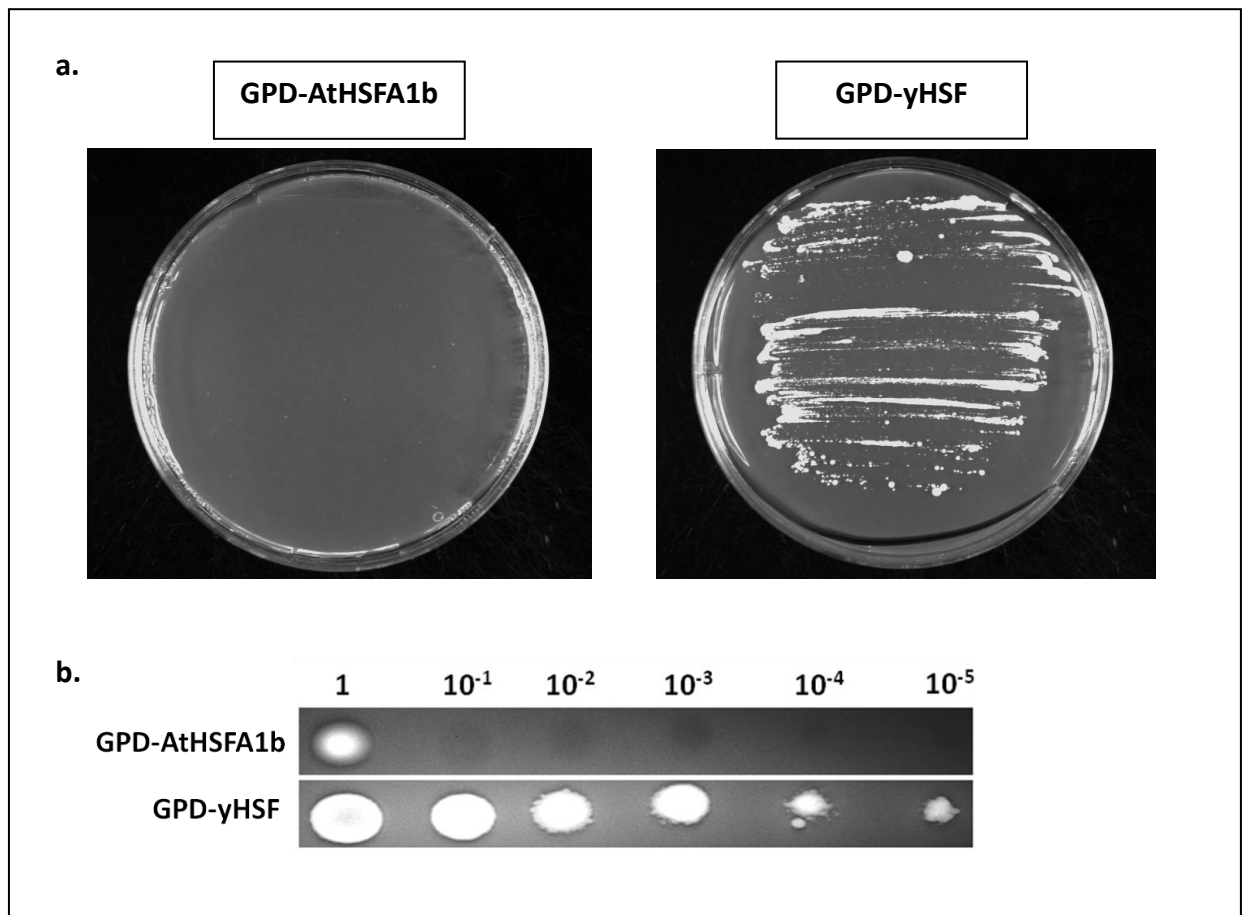 a.
GPD-AtHSFA1b GPD-yHSF
b.
1 10⁻¹ 10⁻² 10⁻³ 10⁻⁴ 10⁻⁵
GPD-AtHSFA1b
GPD-yHSF